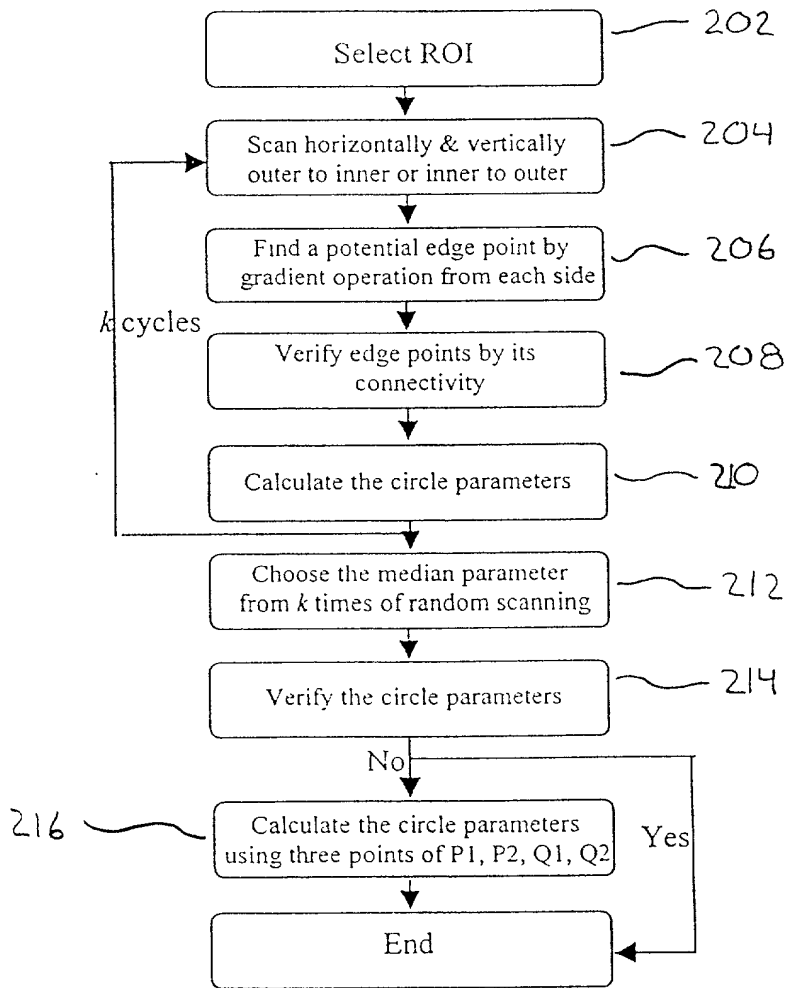 Select ROI
202
Scan horizontally & vertically
outer to inner or inner to outer
204
Find a potential edge point by
gradient operation from each side
206
k cycles
Verify edge points by its
connectivity
208
Calculate the circle parameters
210
Choose the median parameter
from k times of random scanning
212
Verify the circle parameters
214
No
216
Calculate the circle parameters
using three points of P1, P2, Q1, Q2
Yes
End